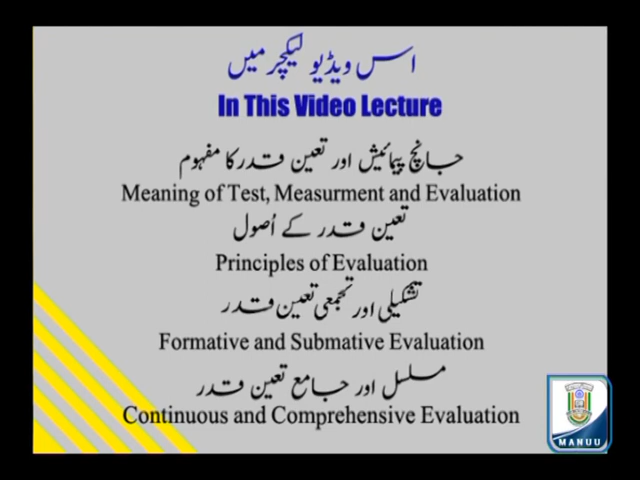 اس ویڈیو لیکچر میں
In This Video Lecture
جانچ پیمائیش اور تعین قدر کا مفہوم
Meaning of Test, Measurment and Evaluation
تعین قدر کے اُصول
Principles of Evaluation
تشکیلی اور تجمعی تعین قدر
Formative and Submative Evaluation
مسلسل اور جامع تعین قدر
Continuous and Comprehensive Evaluation
MANUU